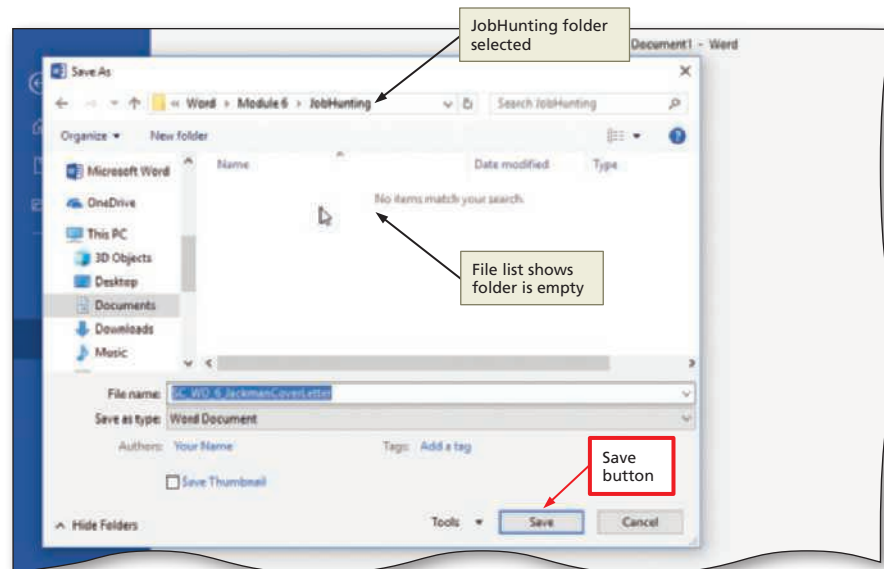 JobHunting folder
selected
Document1 - Word
Save As
« Word › Module 6 › JobHunting
Search JobHunting
Organize
New folder
Name
Date modified
Type
Microsoft Word
OneDrive
This PC
3D Objects
Desktop
Documents
Downloads
Music
No items match your search.
File list shows
folder is empty
File name: SC_WD_6_JackmanCoverLetter
Save as type: Word Document
Authors: Your Name
Tags: Add a tag
Save Thumbnail
Save
button
Hide Folders
Tools
Save
Cancel